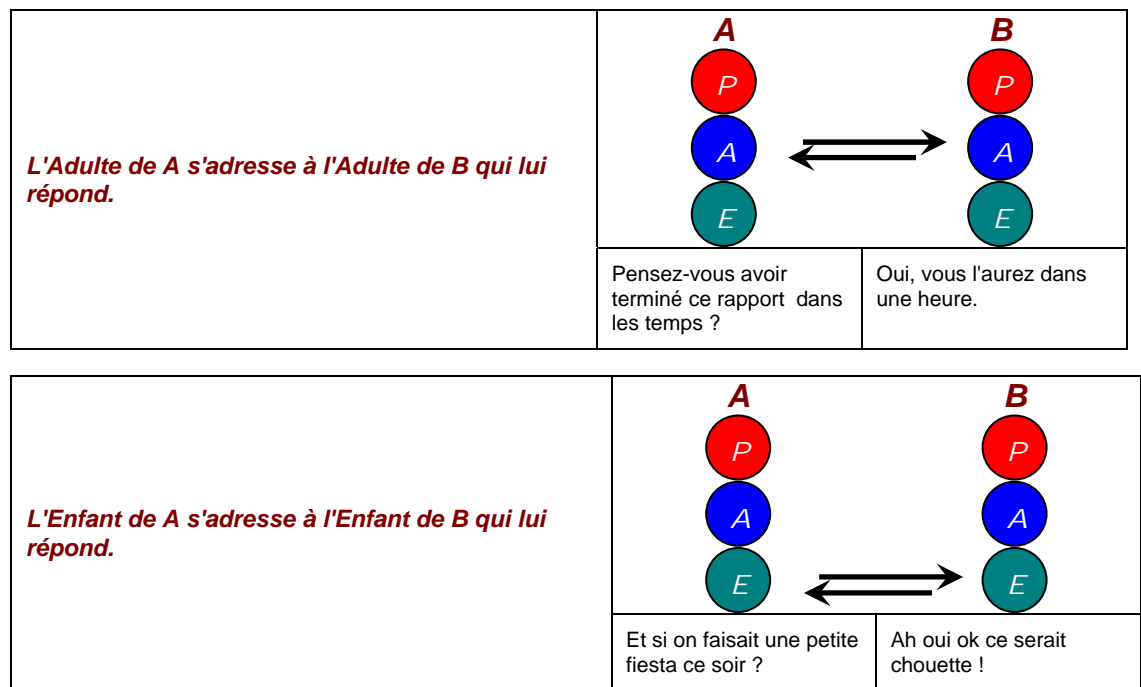 A B
P P
L'Adulte de A s'adresse à l'Adulte de B qui lui
répond.
A A
E E
Pensez-vous avoir
terminé ce rapport dans
les temps ?
Oui, vous l'aurez dans
une heure.
A B
P P
L'Enfant de A s'adresse à l'Enfant de B qui lui
répond.
A A
E E
Et si on faisait une petite
fiesta ce soir ?
Ah oui ok ce serait
chouette !